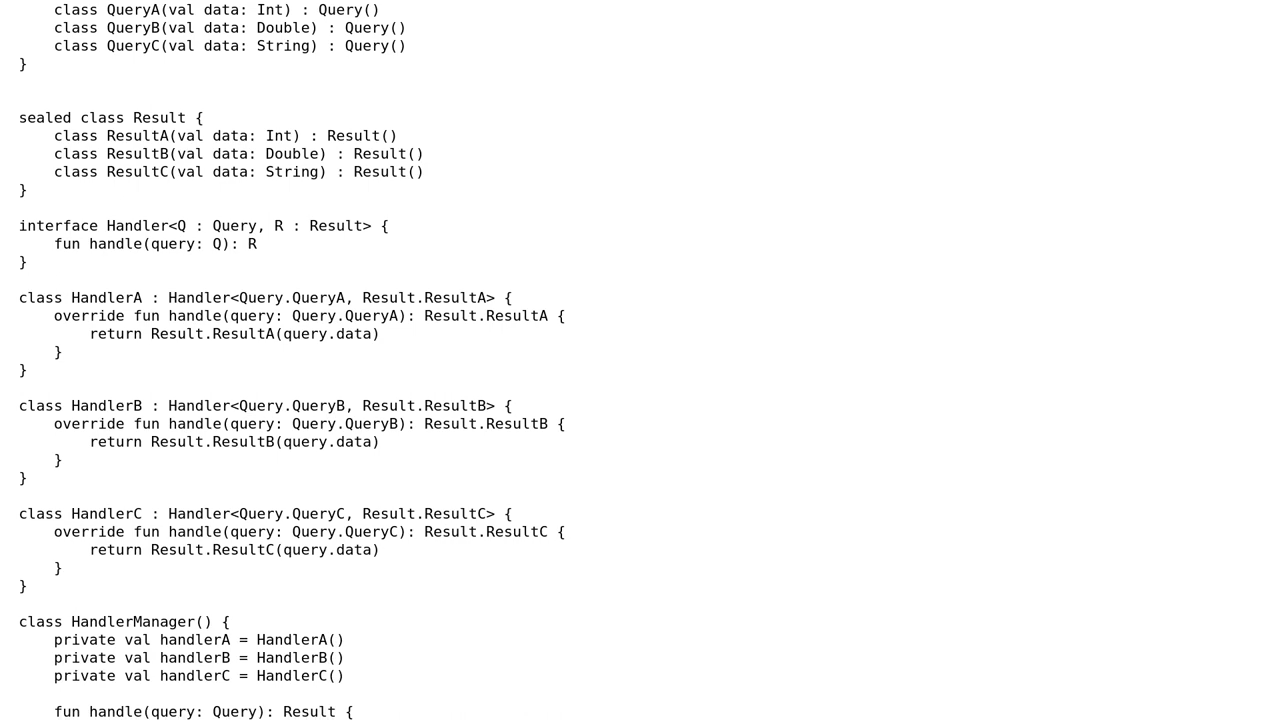 class QueryA(val data: Int) : Query()
    class QueryB(val data: Double) : Query()
    class QueryC(val data: String) : Query()
}


sealed class Result {
    class ResultA(val data: Int) : Result()
    class ResultB(val data: Double) : Result()
    class ResultC(val data: String) : Result()
}

interface Handler<Q : Query, R : Result> {
    fun handle(query: Q): R
}

class HandlerA : Handler<Query.QueryA, Result.ResultA> {
    override fun handle(query: Query.QueryA): Result.ResultA {
        return Result.ResultA(query.data)
    }
}

class HandlerB : Handler<Query.QueryB, Result.ResultB> {
    override fun handle(query: Query.QueryB): Result.ResultB {
        return Result.ResultB(query.data)
    }
}

class HandlerC : Handler<Query.QueryC, Result.ResultC> {
    override fun handle(query: Query.QueryC): Result.ResultC {
        return Result.ResultC(query.data)
    }
}

class HandlerManager() {
    private val handlerA = HandlerA()
    private val handlerB = HandlerB()
    private val handlerC = HandlerC()

    fun handle(query: Query): Result {